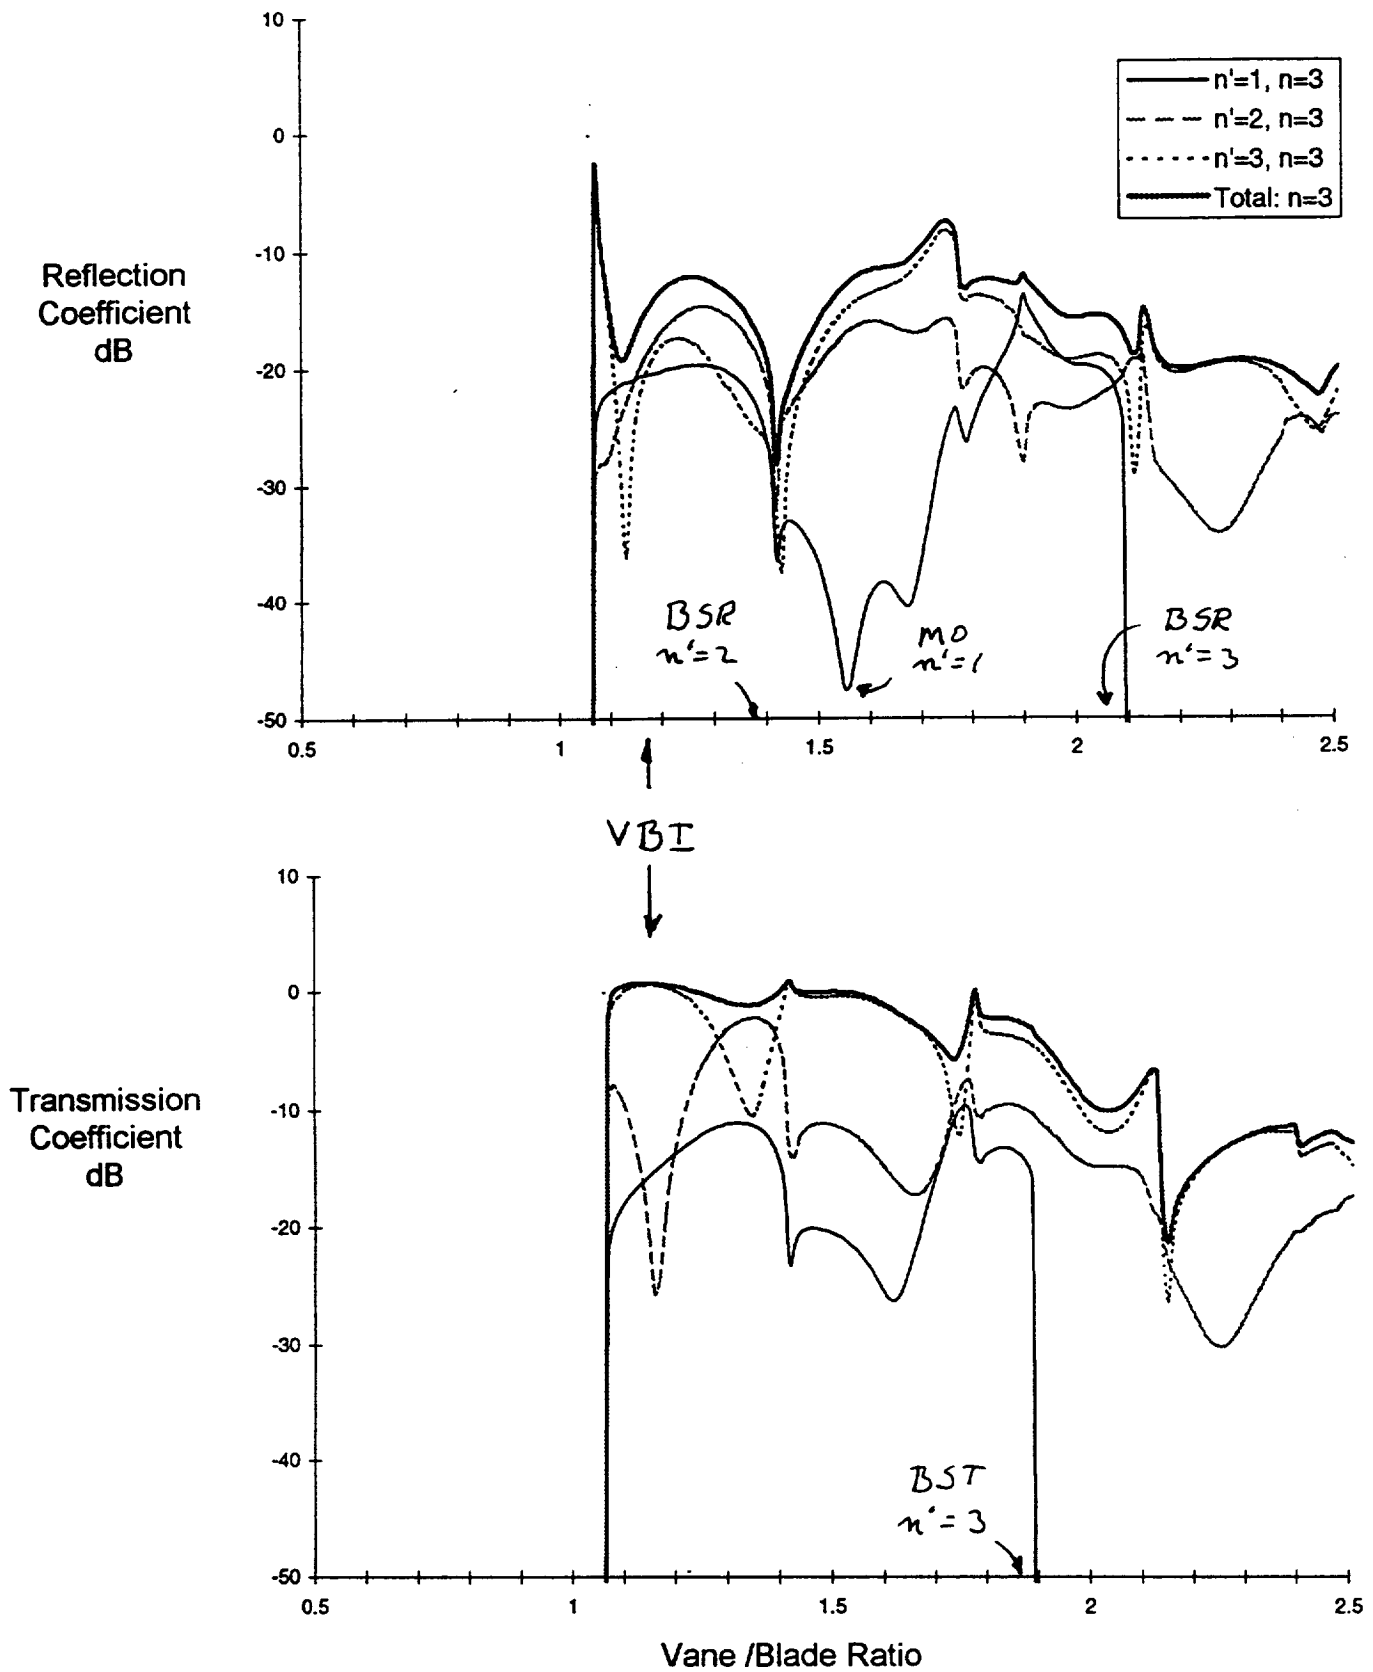 10
0
-10
-20
-30
-40
-50
Reflection
Coefficient
dB
n'=1, n=3
n'=2, n=3
n'=3, n=3
Total: n=3
BSR
n'=2
MO
n'=1
BSR
n'=3
0.5
1
1.5
2
2.5
VBI
10
0
-10
-20
-30
-40
-50
Transmission
Coefficient
dB
BST
n'=3
0.5
1
1.5
2
2.5
Vane /Blade Ratio